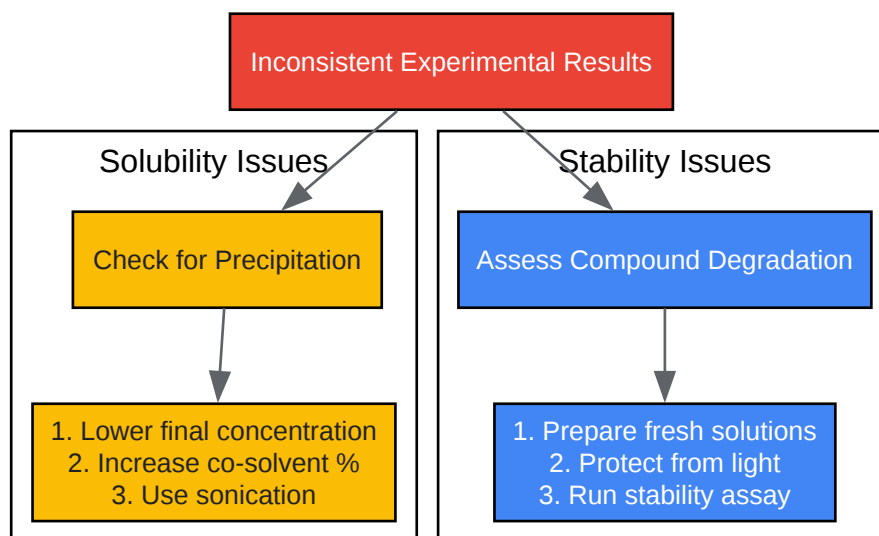 Inconsistent Experimental Results
Solubility Issues
Check for Precipitation
1. Lower final concentration
2. Increase co-solvent %
3. Use sonication
Stability Issues
Assess Compound Degradation
1. Prepare fresh solutions
2. Protect from light
3. Run stability assay